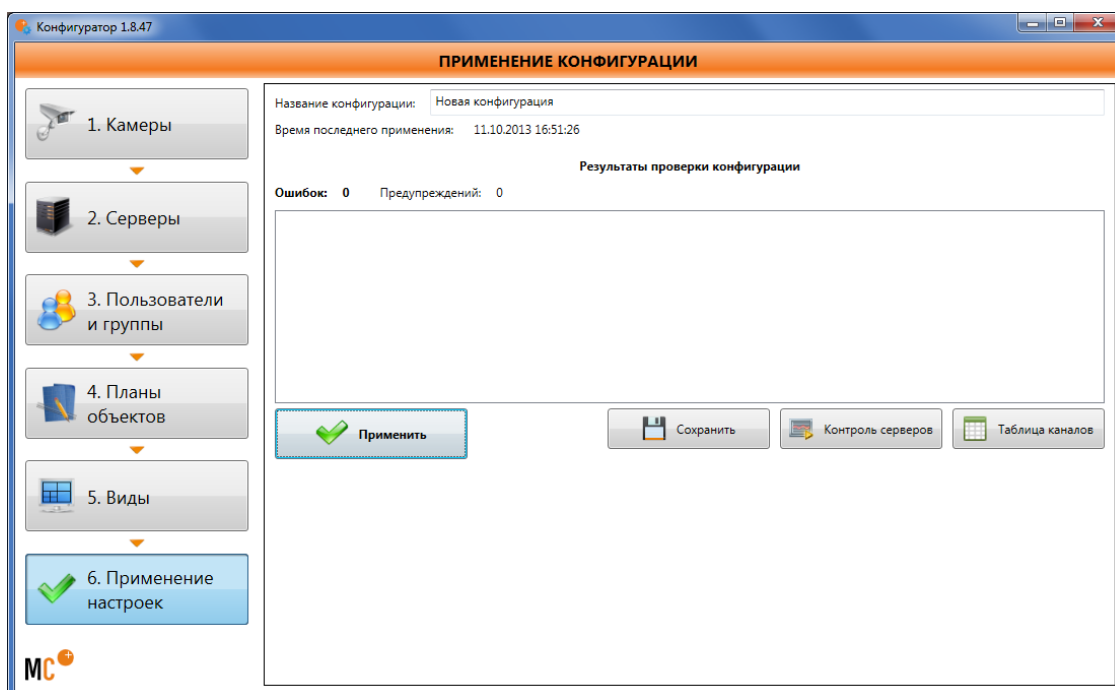 Конфигуратор 1.8.47
ПРИМЕНЕНИЕ КОНФИГУРАЦИИ
1. Камеры
2. Серверы
3. Пользователи
и группы
4. Планы
объектов
5. Виды
6. Применение
настроек
МС
Название конфигурации: Новая конфигурация
Время последнего применения: 11.10.2013 16:51:26
Результаты проверки конфигурации
Ошибок: 0 Предупреждений: 0
Применить
Сохранить
Контроль серверов
Таблица каналов